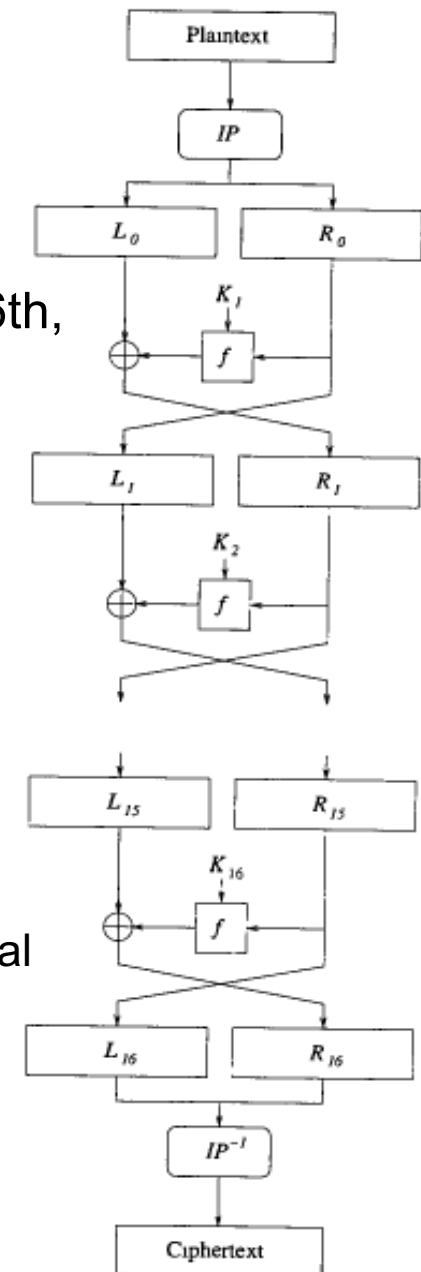 Plaintext
IP
L₀ R₀
6th,
K₁
f
L₁ R₁
K₂
f
L₁₅ R₁₅
K₁₆
f
al
L₁₆ R₁₆
IP⁻¹
Ciphertext